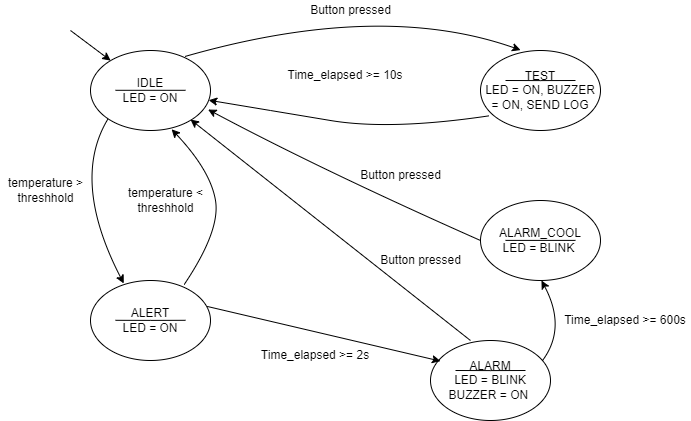 Button pressed
IDLE
LED = ON
Time_elapsed >= 10s
TEST
LED = ON, BUZZER
= ON, SEND LOG
temperature >
threshhold
temperature <
threshhold
Button pressed
ALARM_COOL
LED = BLINK
Button pressed
ALERT
LED = ON
Time_elapsed >= 600s
Time_elapsed >= 2s
ALARM
LED = BLINK
BUZZER = ON